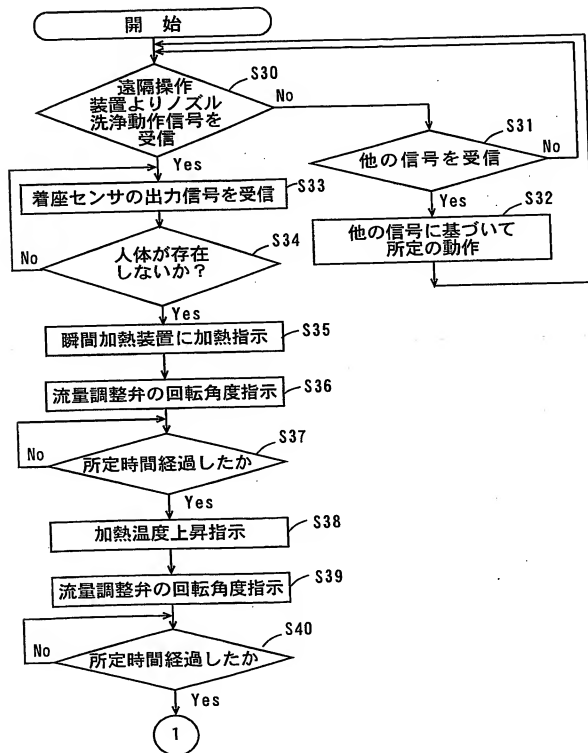 開 始
遠隔操作
装置よりノズル
洗浄動作信号を
受信
S30
No
Yes
他の信号を受信
S31
No
Yes
他の信号に基づいて
所定の動作
S32
着座センサの出力信号を受信
S33
人体が存在
しないか？
S34
No
Yes
瞬間加熱装置に加熱指示
S35
流量調整弁の回転角度指示
S36
所定時間経過したか
S37
No
Yes
加熱温度上昇指示
S38
流量調整弁の回転角度指示
S39
所定時間経過したか
S40
No
Yes
1